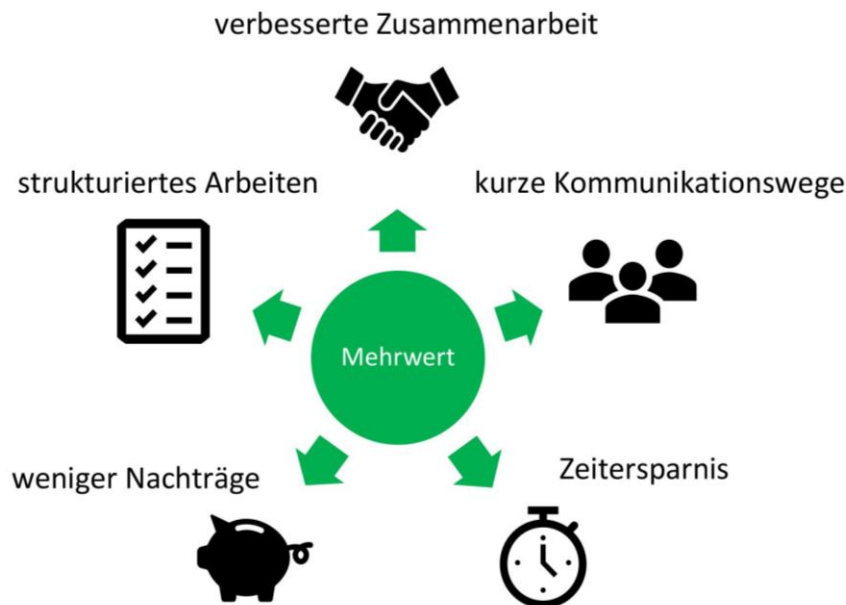 verbesserte Zusammenarbeit
strukturiertes Arbeiten
kurze Kommunikationswege
Mehrwert
weniger Nachträge
Zeitersparnis